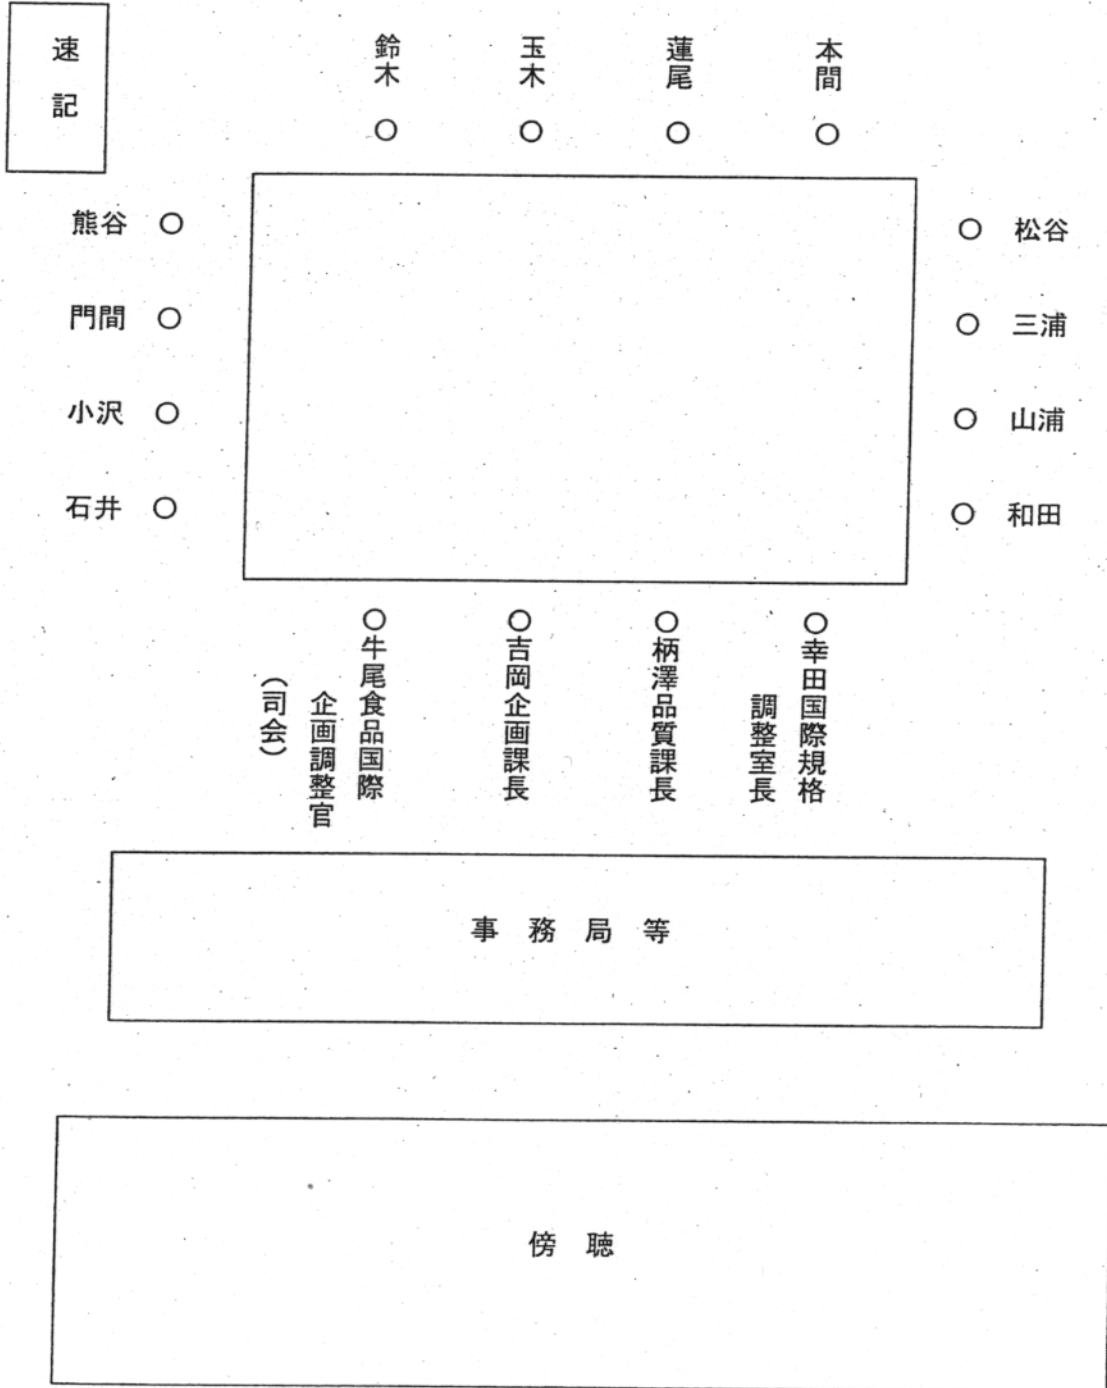 速記
鈴木
玉木
蓮尾
本間
熊谷
門間
小沢
石井
松谷
三浦
山浦
和田
牛尾食品国際
企画調整官
（司会）
吉岡企画課長
柄澤品質課長
幸田国際規格
調整室長
事務局等
傍聴